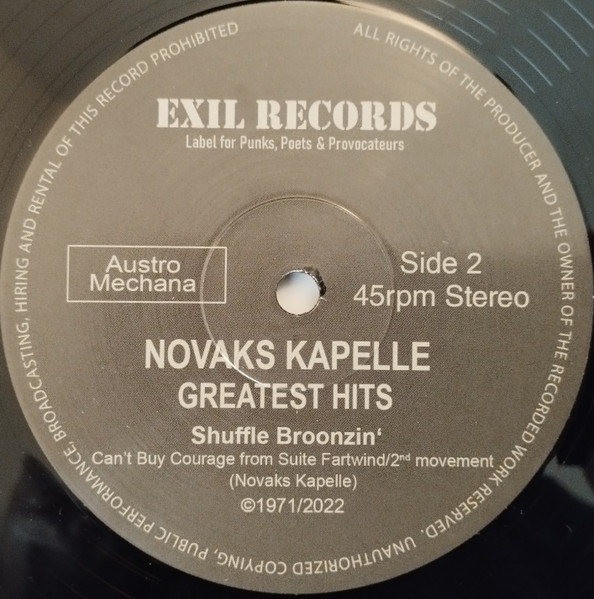 ALL RIGHTS OF THE PRODUCER AND THE OWNER OF THE RECORDED WORK RESERVED. UNAUTHORIZED COPYING, PUBLIC PERFORMANCE, BROADCASTING, HIRING AND RENTAL OF THIS RECORD PROHIBITED
EXIL RECORDS
Label for Punks, Poets & Provocateurs
Austro
Mechana
Side 2
45rpm Stereo
NOVAKS KAPELLE
GREATEST HITS
Shuffle Broonzin‘
Can't Buy Courage from Suite Fartwind/2nd movement
(Novaks Kapelle)
©1971/2022